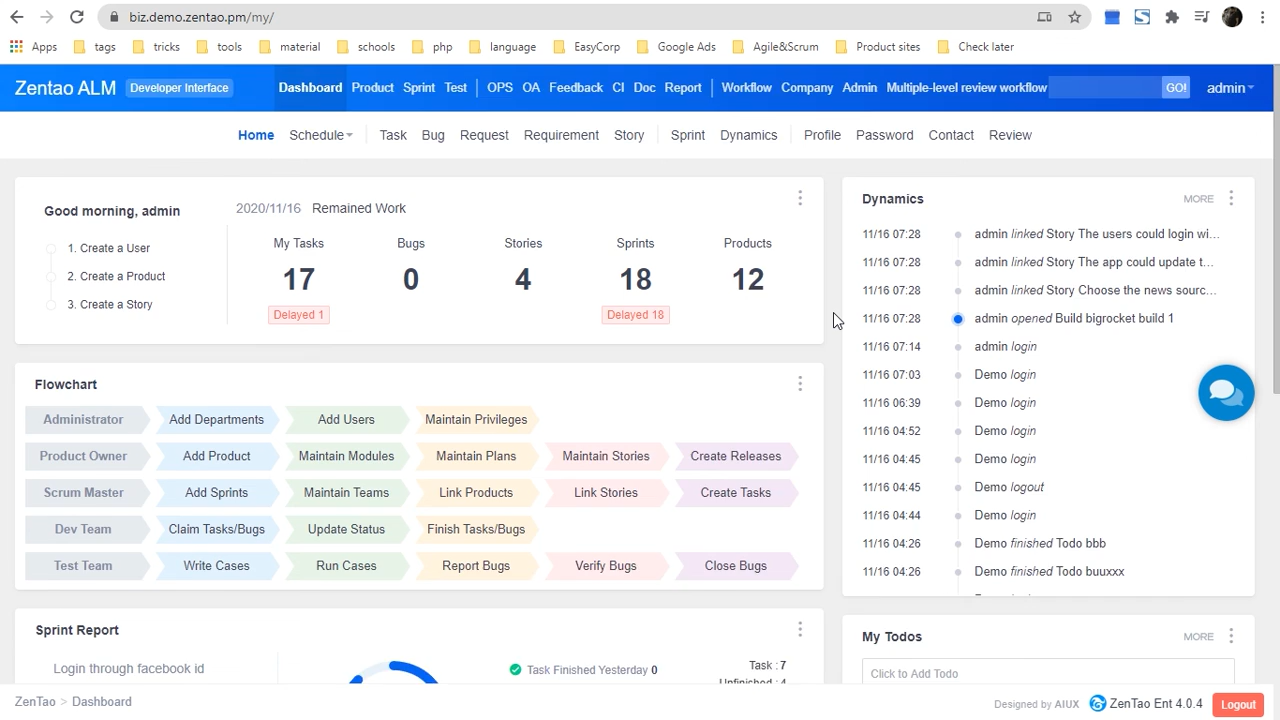 biz.demo.zentao.pm/my/
Apps tags tricks tools material schools php language EasyCorp Google Ads Agile&Scrum Product sites Check later
Zentao ALM Developer Interface Dashboard Product Sprint Test OPS OA Feedback CI Doc Report Workflow Company Admin Multiple-level review workflow GO! admin
Home Schedule Task Bug Request Requirement Story Sprint Dynamics Profile Password Contact Review
Good morning, admin
1. Create a User
2. Create a Product
3. Create a Story
2020/11/16 Remained Work
My Tasks Bugs Stories Sprints Products
17 0 4 18 12
Delayed 1 Delayed 18
Flowchart
Administrator Add Departments Add Users Maintain Privileges
Product Owner Add Product Maintain Modules Maintain Plans Maintain Stories Create Releases
Scrum Master Add Sprints Maintain Teams Link Products Link Stories Create Tasks
Dev Team Claim Tasks/Bugs Update Status Finish Tasks/Bugs
Test Team Write Cases Run Cases Report Bugs Verify Bugs Close Bugs
Sprint Report
Login through facebook id
Task Finished Yesterday 0
Task : 7
Unfinished : 4
Dynamics MORE
11/16 07:28 admin linked Story The users could login wi...
11/16 07:28 admin linked Story The app could update t...
11/16 07:28 admin linked Story Choose the news sourc...
11/16 07:28 admin opened Build bigrocket build 1
11/16 07:14 admin login
11/16 07:03 Demo login
11/16 06:39 Demo login
11/16 04:52 Demo login
11/16 04:45 Demo login
11/16 04:45 Demo logout
11/16 04:44 Demo login
11/16 04:26 Demo finished Todo bbb
11/16 04:26 Demo finished Todo buuxxx
My Todos MORE
Click to Add Todo
ZenTao > Dashboard
Designed by AIUX ZenTao Ent 4.0.4 Logout